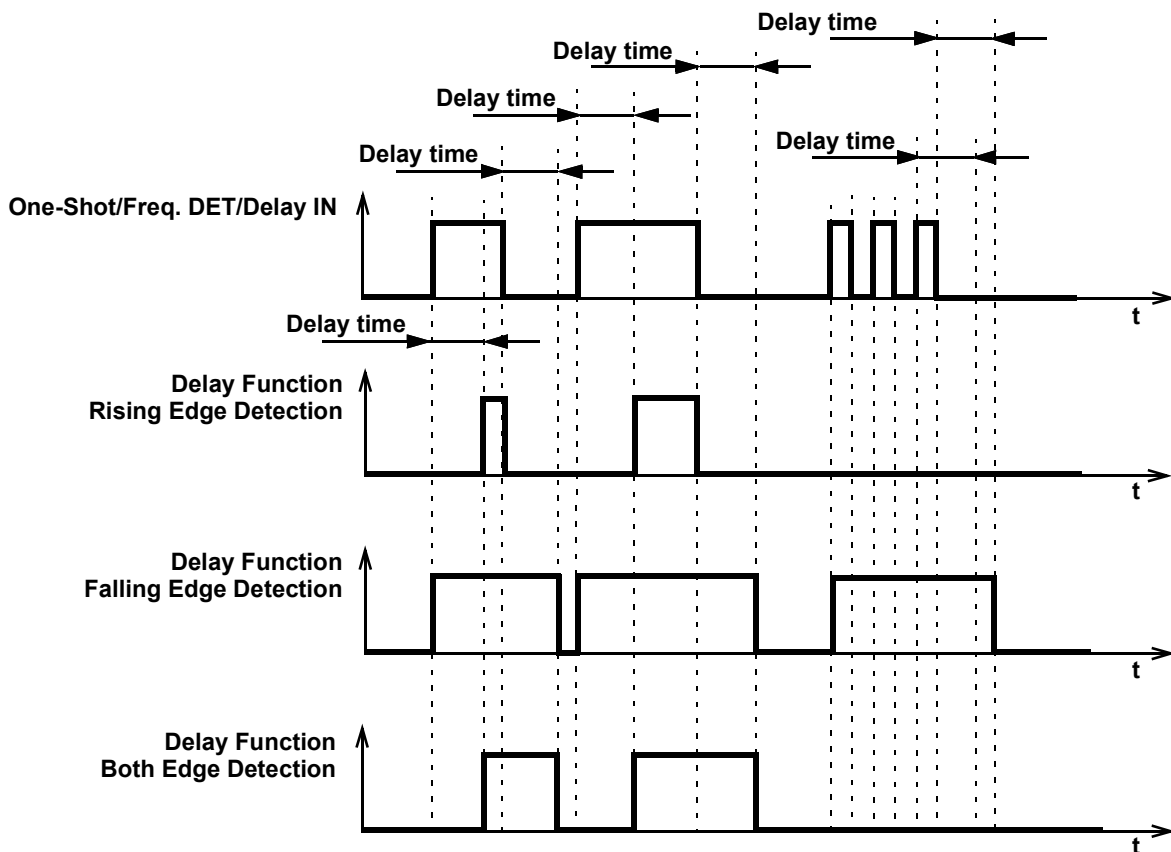 Delay time
Delay time
Delay time
Delay time
Delay time
One-Shot/Freq. DET/Delay IN
t
Delay time
Delay Function
Rising Edge Detection
t
Delay Function
Falling Edge Detection
t
Delay Function
Both Edge Detection
t